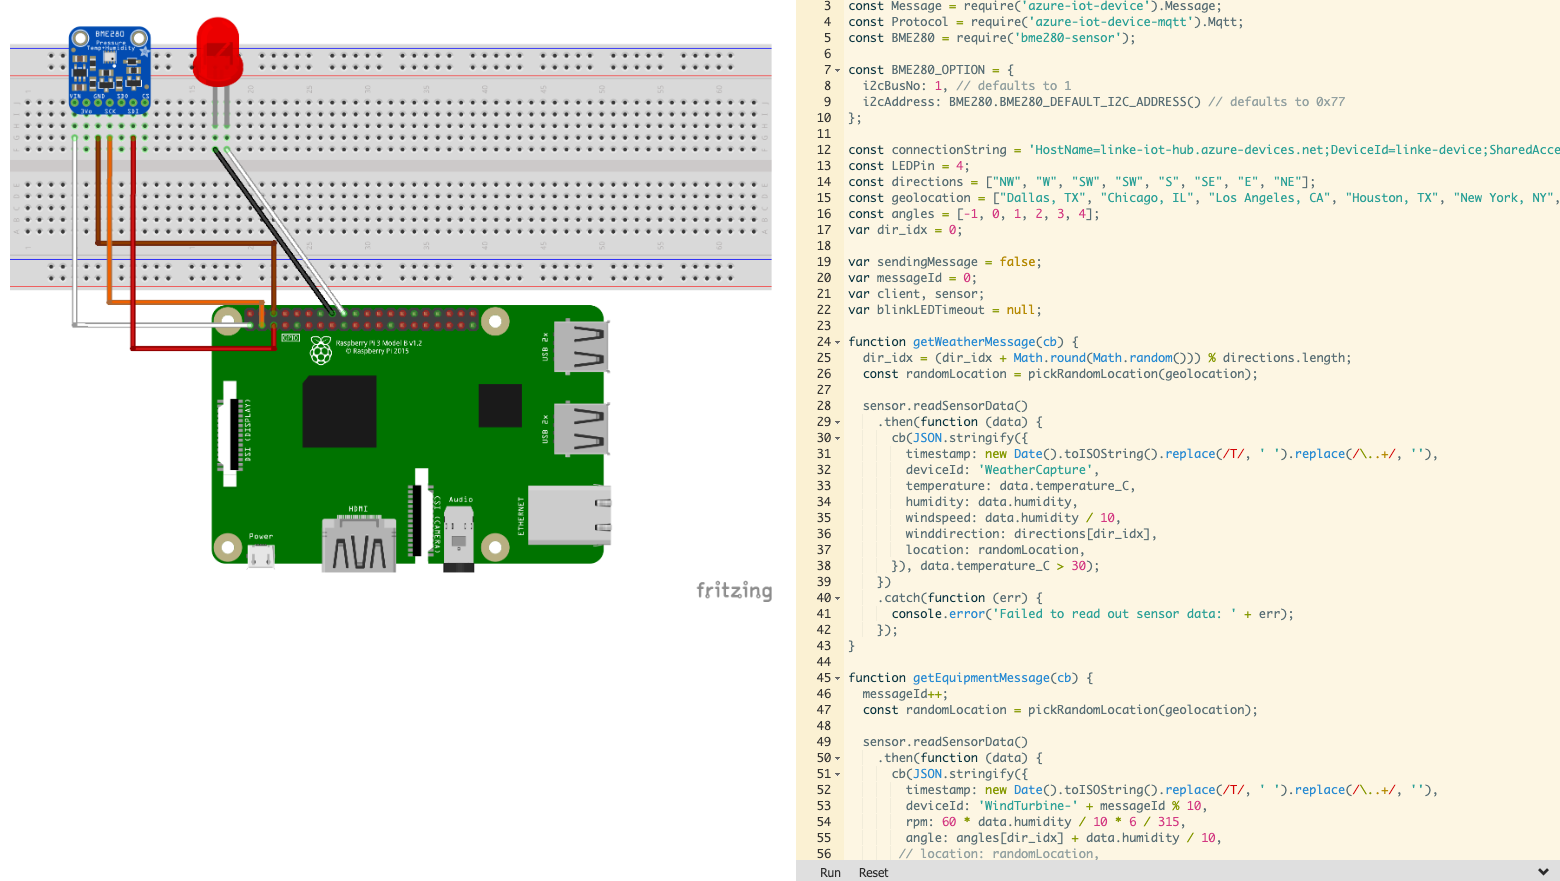 BME280
Pressure
Temp+Humidity
VIN GND SDO CS
3Vo SCK SDI
GPIO
Raspberry Pi 3 Model B v1.2
© Raspberry Pi 2015
USB 2x
USB 2x
DSI (DISPLAY)
CSI (CAMERA)
Audio
ETHERNET
HDMI
Power
fritzing
3 const Message = require('azure-iot-device').Message;
4 const Protocol = require('azure-iot-device-mqtt').Mqtt;
5 const BME280 = require('bme280-sensor');
6
7 const BME280_OPTION = {
8 i2cBusNo: 1, // defaults to 1
9 i2cAddress: BME280.BME280_DEFAULT_I2C_ADDRESS() // defaults to 0x77
10 };
11
12 const connectionString = 'HostName=linke-iot-hub.azure-devices.net;DeviceId=linke-device;SharedAcce
13 const LEDPin = 4;
14 const directions = ["NW", "W", "SW", "SW", "S", "SE", "E", "NE"];
15 const geolocation = ["Dallas, TX", "Chicago, IL", "Los Angeles, CA", "Houston, TX", "New York, NY",
16 const angles = [-1, 0, 1, 2, 3, 4];
17 var dir_idx = 0;
18
19 var sendingMessage = false;
20 var messageId = 0;
21 var client, sensor;
22 var blinkLEDTimeout = null;
23
24 function getWeatherMessage(cb) {
25 dir_idx = (dir_idx + Math.round(Math.random())) % directions.length;
26 const randomLocation = pickRandomLocation(geolocation);
27
28 sensor.readSensorData()
29 .then(function (data) {
30 cb(JSON.stringify({
31 timestamp: new Date().toISOString().replace(/T/, ' ').replace(/\..+/, ''),
32 deviceId: 'WeatherCapture',
33 temperature: data.temperature_C,
34 humidity: data.humidity,
35 windspeed: data.humidity / 10,
36 winddirection: directions[dir_idx],
37 location: randomLocation,
38 }), data.temperature_C > 30);
39 })
40 .catch(function (err) {
41 console.error('Failed to read out sensor data: ' + err);
42 });
43 }
44
45 function getEquipmentMessage(cb) {
46 messageId++;
47 const randomLocation = pickRandomLocation(geolocation);
48
49 sensor.readSensorData()
50 .then(function (data) {
51 cb(JSON.stringify({
52 timestamp: new Date().toISOString().replace(/T/, ' ').replace(/\..+/, ''),
53 deviceId: 'WindTurbine-' + messageId % 10,
54 rpm: 60 * data.humidity / 10 * 6 / 315,
55 angle: angles[dir_idx] + data.humidity / 10,
56 // location: randomLocation,
Run Reset